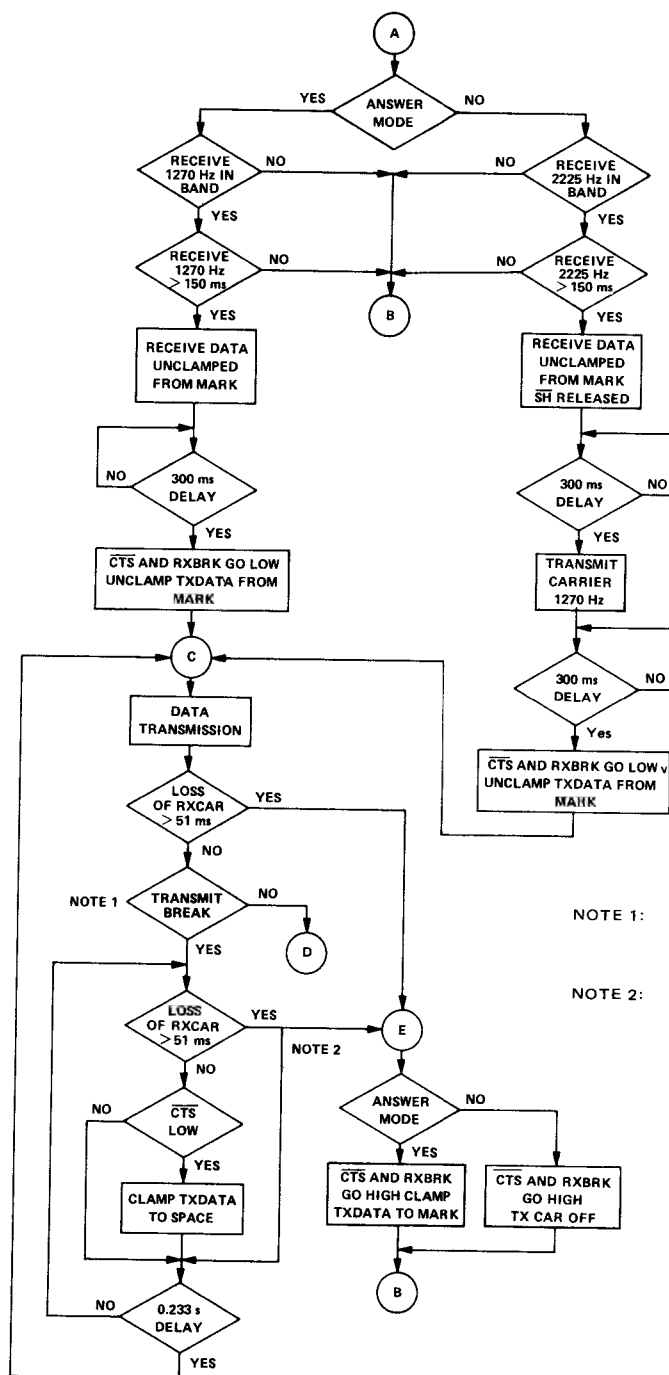 A
ANSWER
MODE
YES
NO
RECEIVE
1270 Hz IN
BAND
NO
YES
RECEIVE
2225 Hz IN
BAND
NO
YES
RECEIVE
1270 Hz
> 150 ms
NO
YES
RECEIVE
2225 Hz
> 150 ms
NO
YES
B
RECEIVE DATA
UNCLAMPED
FROM MARK
RECEIVE DATA
UNCLAMPED
FROM MARK
S̅H̅ RELEASED
300 ms
DELAY
NO
YES
300 ms
DELAY
NO
YES
C̅T̅S̅ AND RXBRK GO LOW
UNCLAMP TXDATA FROM
MARK
TRANSMIT
CARRIER
1270 Hz
C
300 ms
DELAY
NO
Yes
DATA
TRANSMISSION
C̅T̅S̅ AND RXBRK GO LOW v
UNCLAMP TXDATA FROM
MARK
LOSS
OF RXCAR
> 51 ms
YES
NO
NOTE 1
TRANSMIT
BREAK
NO
YES
D
NOTE 1:
NOTE 2:
LOSS
OF RXCAR
> 51 ms
YES
NO
NOTE 2
E
C̅T̅S̅
LOW
NO
YES
ANSWER
MODE
NO
YES
CLAMP TXDATA
TO SPACE
C̅T̅S̅ AND RXBRK
GO HIGH CLAMP
TXDATA TO MARK
C̅T̅S̅ AND RXBRK
GO HIGH
TX CAR OFF
B
0.233 s
DELAY
NO
YES